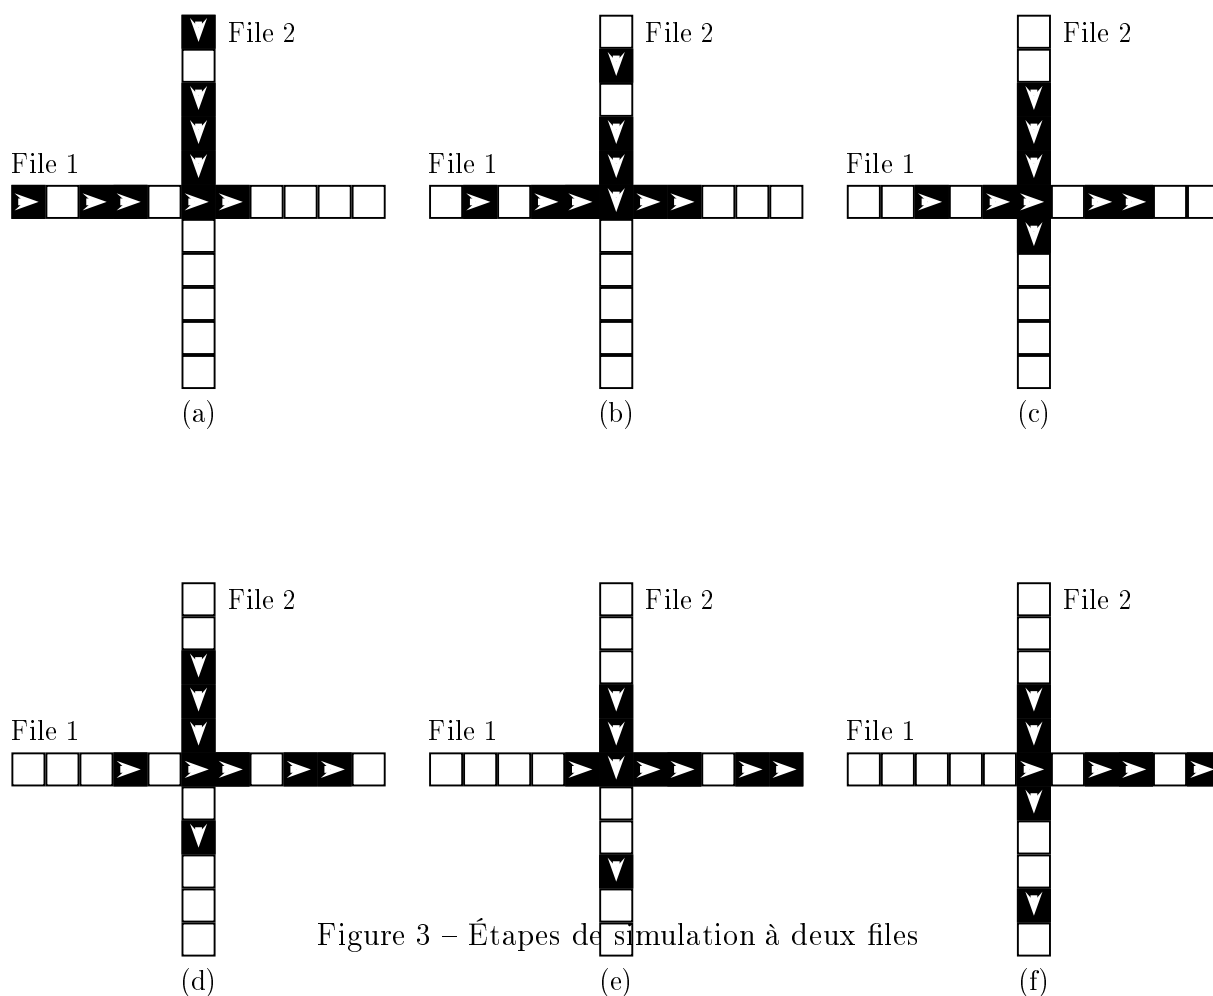 File 2 File 2 File 2
File 1 File 1 File 1
(a) (b) (c)
File 2 File 2 File 2
File 1 File 1 File 1
Figure 3 – Étapes de simulation à deux files
(d) (e) (f)